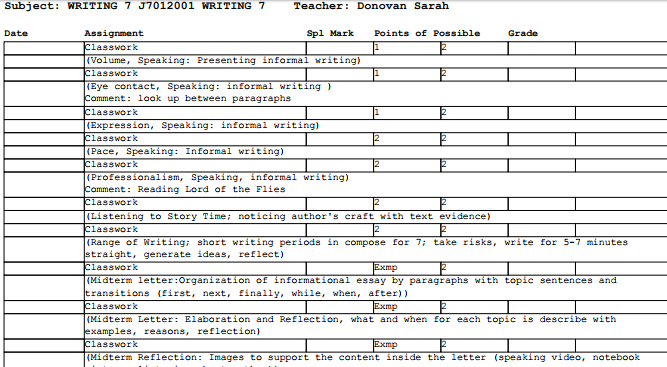 Subject: WRITING 7 J7012001 WRITING 7 Teacher: Donovan Sarah
Date Assignment Spl Mark Points of Possible Grade
Classwork 1 2
(Volume, Speaking: Presenting informal writing)
Classwork 1 2
(Eye contact, Speaking: informal writing )
Comment: look up between paragraphs
Classwork 1 2
(Expression, Speaking: informal writing)
Classwork 2 2
(Pace, Speaking: Informal writing)
Classwork 2 2
(Professionalism, Speaking, informal writing)
Comment: Reading Lord of the Flies
Classwork 2 2
(Listening to Story Time; noticing author's craft with text evidence)
Classwork 2 2
(Range of Writing; short writing periods in compose for 7; take risks, write for 5-7 minutes
straight, generate ideas, reflect)
Classwork Exmp 2
(Midterm letter:Organization of informational essay by paragraphs with topic sentences and
transitions (first, next, finally, while, when, after))
Classwork Exmp 2
(Midterm Letter: Elaboration and Reflection, what and when for each topic is describe with
examples, reasons, reflection)
Classwork Exmp 2
(Midterm Reflection: Images to support the content inside the letter (speaking video, notebook